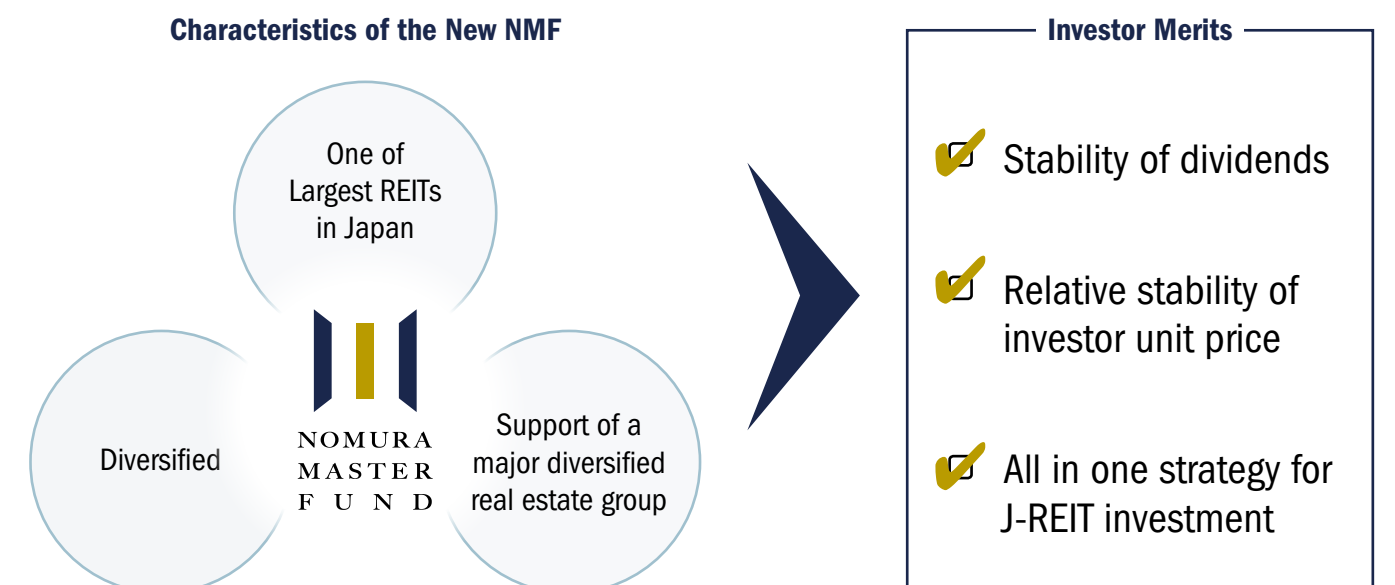 Characteristics of the New NMF
One of
Largest REITs
in Japan
Diversified
NOMURA
MASTER
FUND
Support of a
major diversified
real estate group
Investor Merits
Stability of dividends
Relative stability of
investor unit price
All in one strategy for
J-REIT investment